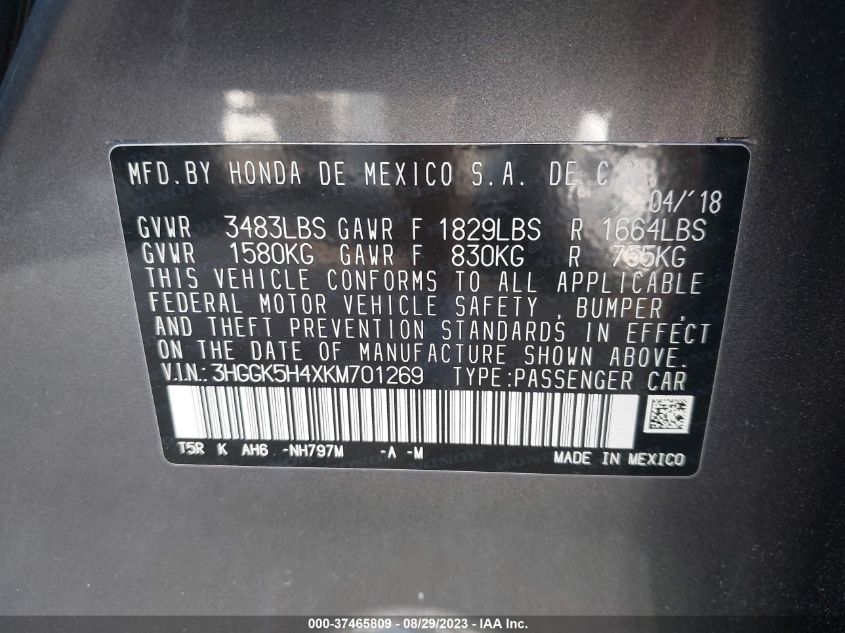 MFD.BY HONDA DE MEXICO S.A. DE C
04/'18
GVWR 3483LBS GAWR F 1829LBS R 1664LBS
GVWR 1580KG GAWR F 830KG R 755KG
THIS VEHICLE CONFORMS TO ALL APPLICABLE
FEDERAL MOTOR VEHICLE SAFETY , BUMPER ,
AND THEFT PREVENTION STANDARDS IN EFFECT
ON THE DATE OF MANUFACTURE SHOWN ABOVE.
V.I.N.:3HGGK5H4XKM701269 TYPE:PASSENGER CAR
T5R K AH6 -NH797M -A -M
MADE IN MEXICO
000-37465809 - 08/29/2023 - IAA Inc.